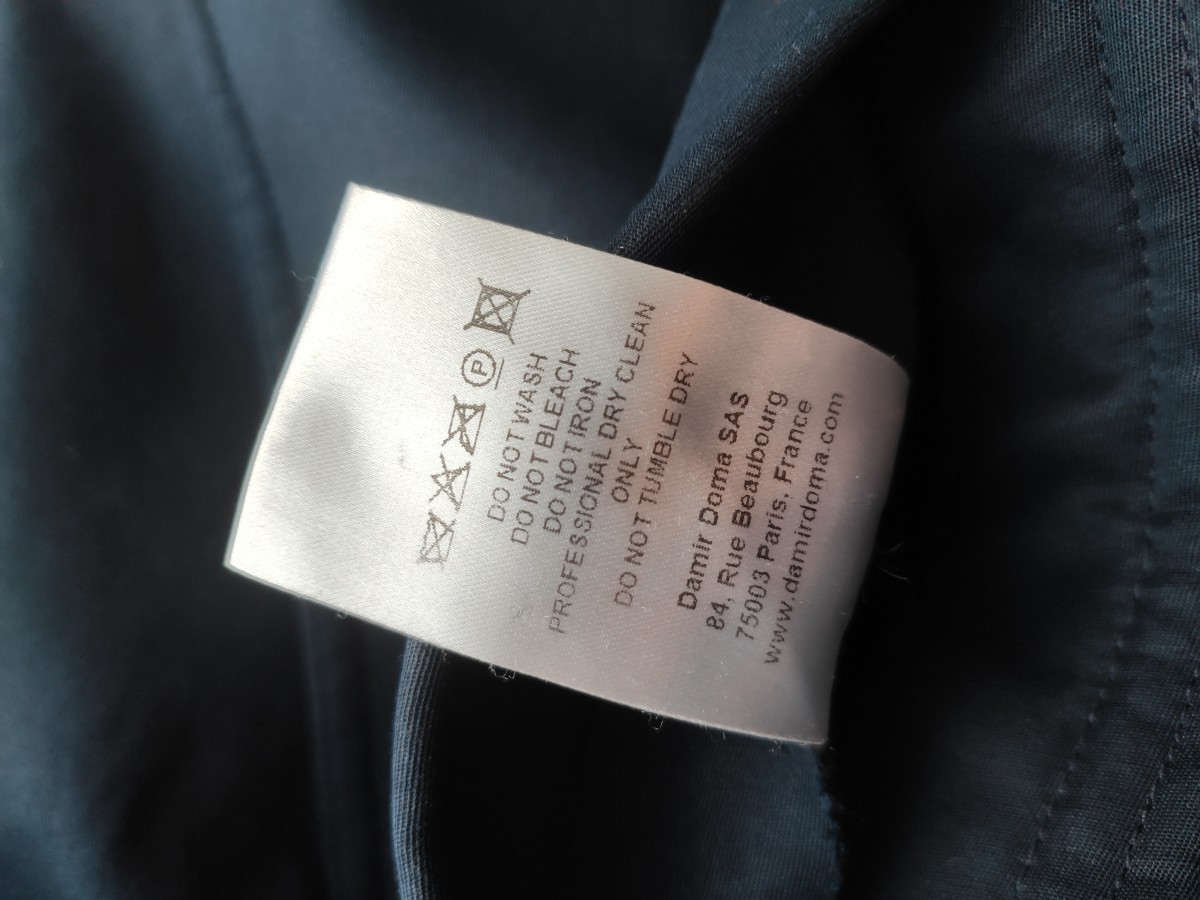 P
DO NOT WASH
DO NOT BLEACH
DO NOT IRON
PROFESSIONAL DRY CLEAN
ONLY
DO NOT TUMBLE DRY
Damir Doma SAS
84, Rue Beaubourg
75003 Paris, France
www.damirdoma.com